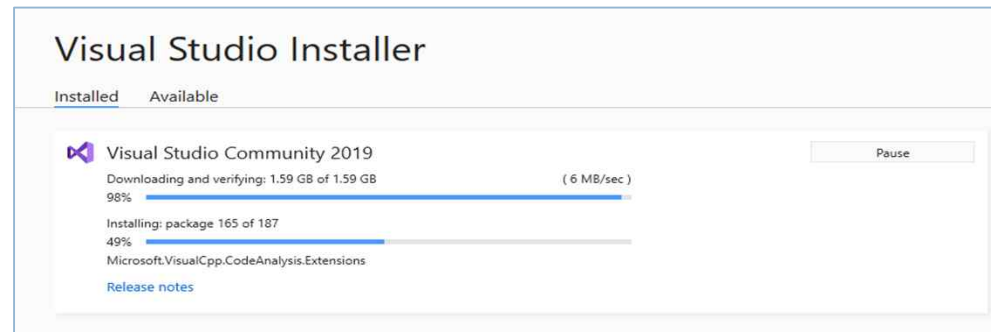 Visual Studio Installer
Installed Available
Visual Studio Community 2019 Pause
Downloading and verifying: 1.59 GB of 1.59 GB ( 6 MB/sec )
98%
Installing: package 165 of 187
49%
Microsoft.VisualCpp.CodeAnalysis.Extensions
Release notes